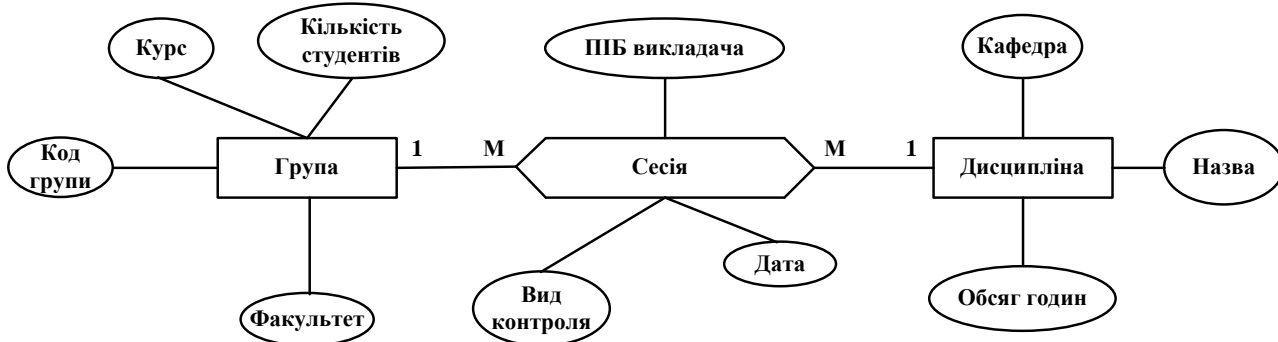 Курс
Кількість
студентів
ПІБ викладача
Кафедра
Код
групи
Група
1
М
Сесія
М
1
Дисципліна
Назва
Факультет
Вид
контроля
Дата
Обсяг годин